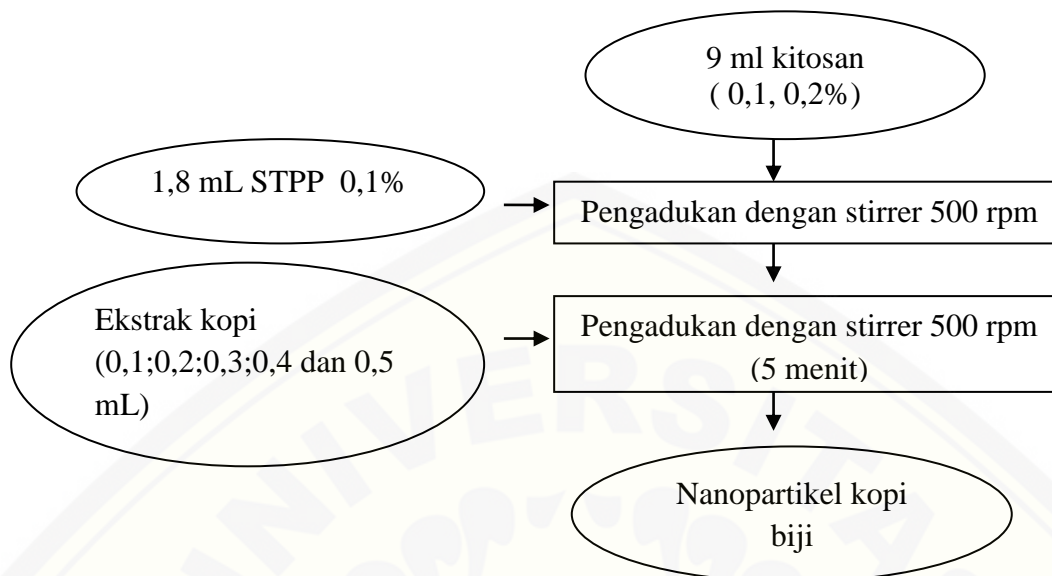 9 ml kitosan
( 0,1, 0,2%)
1,8 mL STPP 0,1%
Pengadukan dengan stirrer 500 rpm
Ekstrak kopi
(0,1;0,2;0,3;0,4 dan 0,5
mL)
Pengadukan dengan stirrer 500 rpm
(5 menit)
Nanopartikel kopi
biji
UNIVERSITA